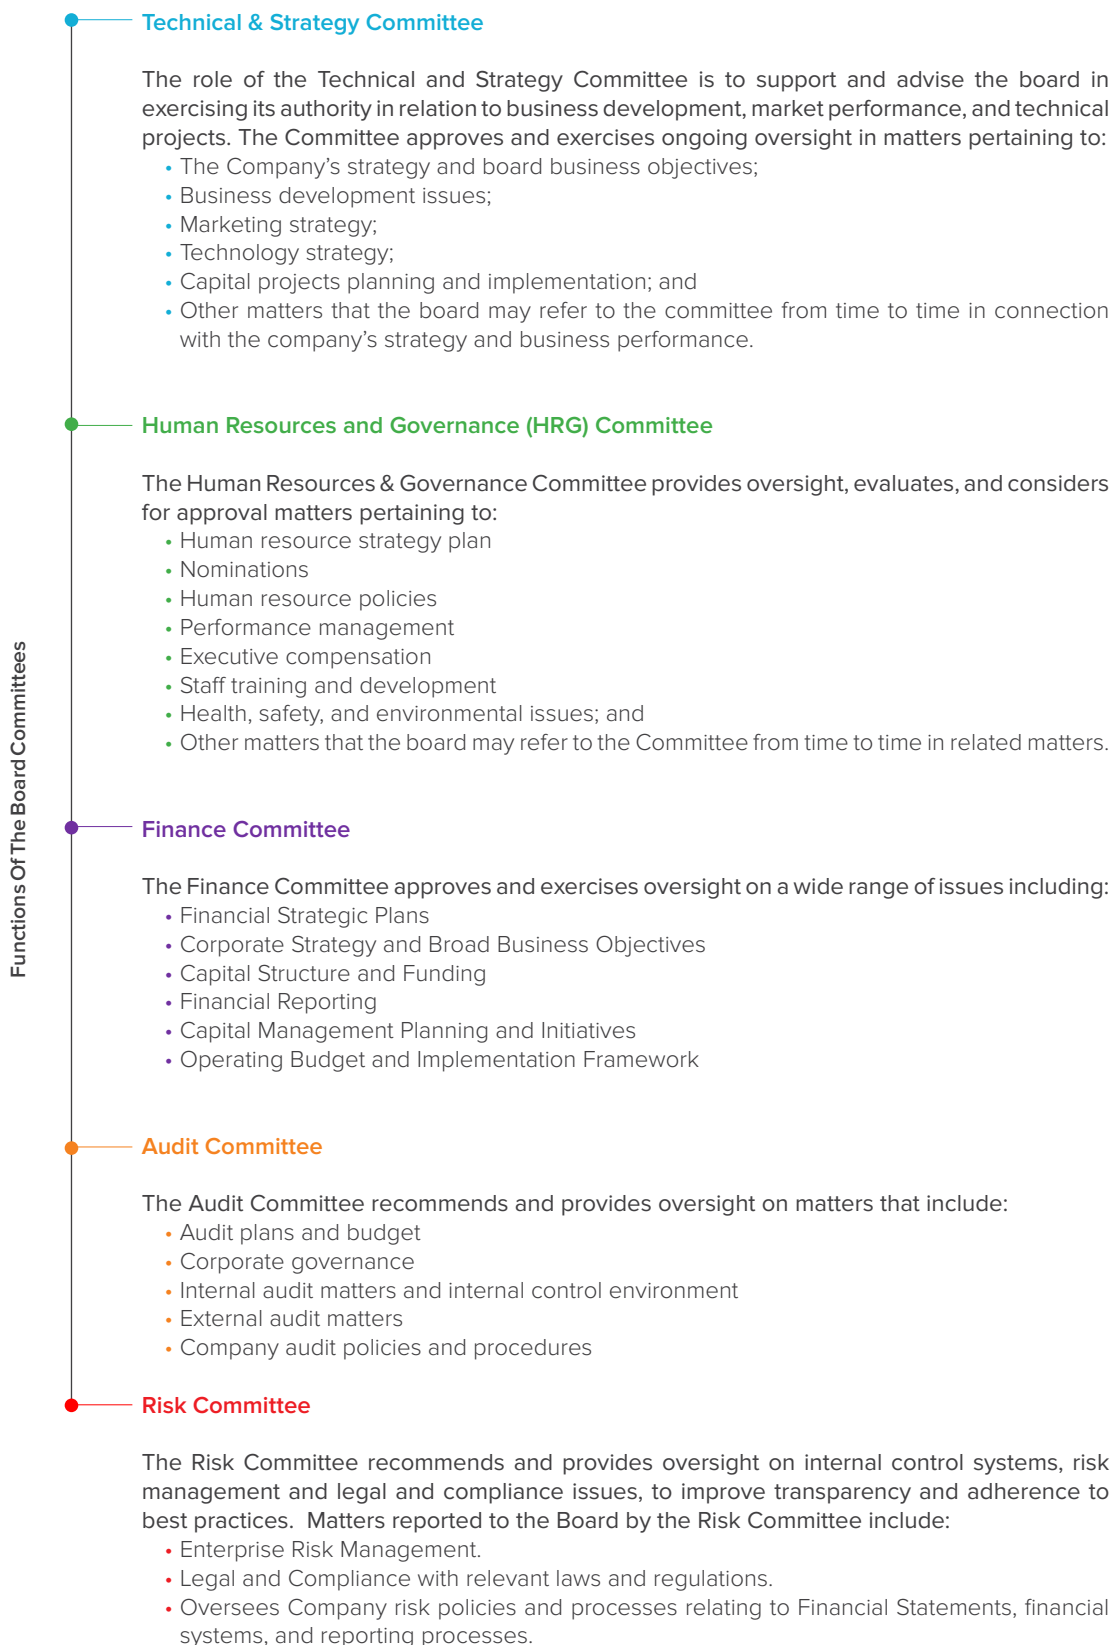 Functions Of The Board Committees
Technical & Strategy Committee
The role of the Technical and Strategy Committee is to support and advise the board in
exercising its authority in relation to business development, market performance, and technical
projects. The Committee approves and exercises ongoing oversight in matters pertaining to:
• The Company’s strategy and board business objectives;
• Business development issues;
• Marketing strategy;
• Technology strategy;
• Capital projects planning and implementation; and
• Other matters that the board may refer to the committee from time to time in connection
with the company’s strategy and business performance.
Human Resources and Governance (HRG) Committee
The Human Resources & Governance Committee provides oversight, evaluates, and considers
for approval matters pertaining to:
• Human resource strategy plan
• Nominations
• Human resource policies
• Performance management
• Executive compensation
• Staff training and development
• Health, safety, and environmental issues; and
• Other matters that the board may refer to the Committee from time to time in related matters.
Finance Committee
The Finance Committee approves and exercises oversight on a wide range of issues including:
• Financial Strategic Plans
• Corporate Strategy and Broad Business Objectives
• Capital Structure and Funding
• Financial Reporting
• Capital Management Planning and Initiatives
• Operating Budget and Implementation Framework
Audit Committee
The Audit Committee recommends and provides oversight on matters that include:
• Audit plans and budget
• Corporate governance
• Internal audit matters and internal control environment
• External audit matters
• Company audit policies and procedures
Risk Committee
The Risk Committee recommends and provides oversight on internal control systems, risk
management and legal and compliance issues, to improve transparency and adherence to
best practices.  Matters reported to the Board by the Risk Committee include:
• Enterprise Risk Management.
• Legal and Compliance with relevant laws and regulations.
• Oversees Company risk policies and processes relating to Financial Statements, financial
systems, and reporting processes.